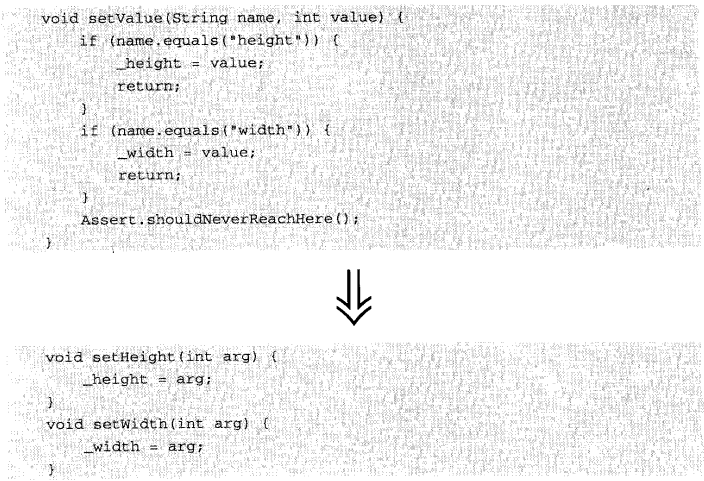 void setValue(String name, int value) {
if (name.equals("height")) {
_height = value;
return;
}
if (name.equals("width")) {
_width = value;
return;
}
Assert.shouldNeverReachHere();
}
void setHeight(int arg) {
_height = arg;
}
void setWidth(int arg) {
_width = arg;
}